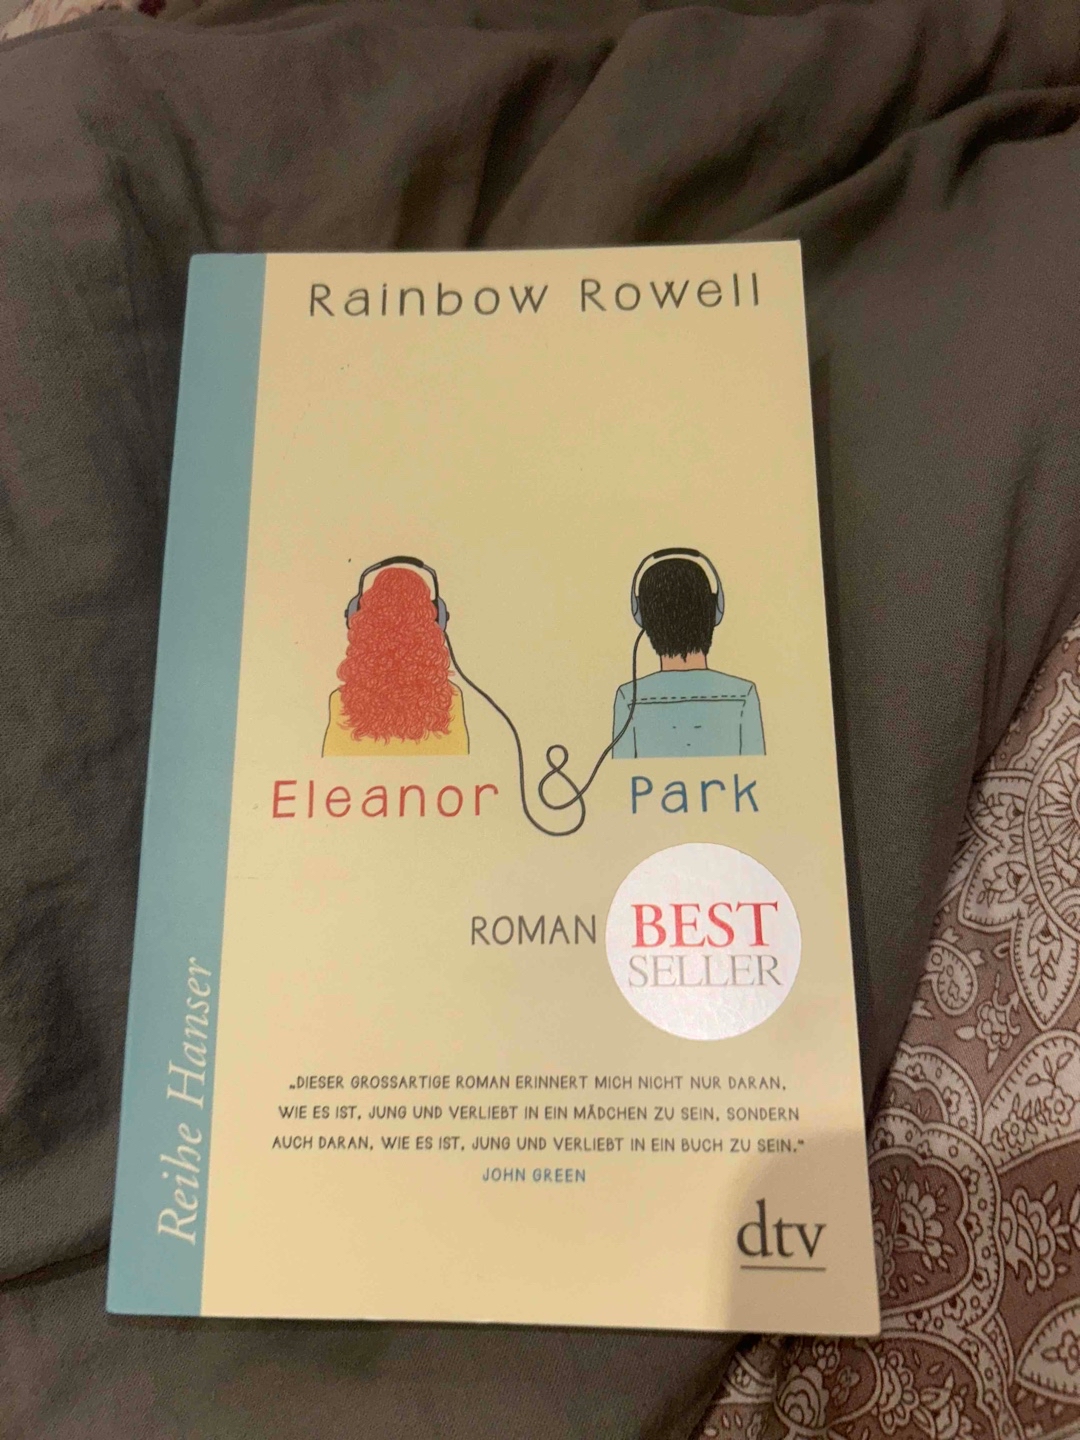 Rainbow Rowell
Eleanor & Park
ROMAN
BEST
SELLER
„DIESER GROSSARTIGE ROMAN ERINNERT MICH NICHT NUR DARAN,
WIE ES IST, JUNG UND VERLIEBT IN EIN MÄDCHEN ZU SEIN, SONDERN
AUCH DARAN, WIE ES IST, JUNG UND VERLIEBT IN EIN BUCH ZU SEIN.“
JOHN GREEN
dtv
Reihe Hanser